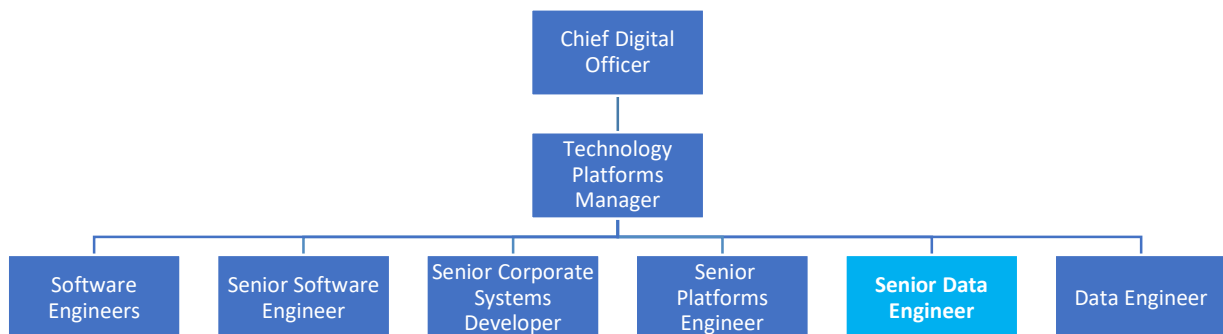 Chief Digital
Officer
Technology
Platforms
Manager
Software
Engineers
Senior Software
Engineer
Senior Corporate
Systems
Developer
Senior
Platforms
Engineer
Senior Data
Engineer
Data Engineer